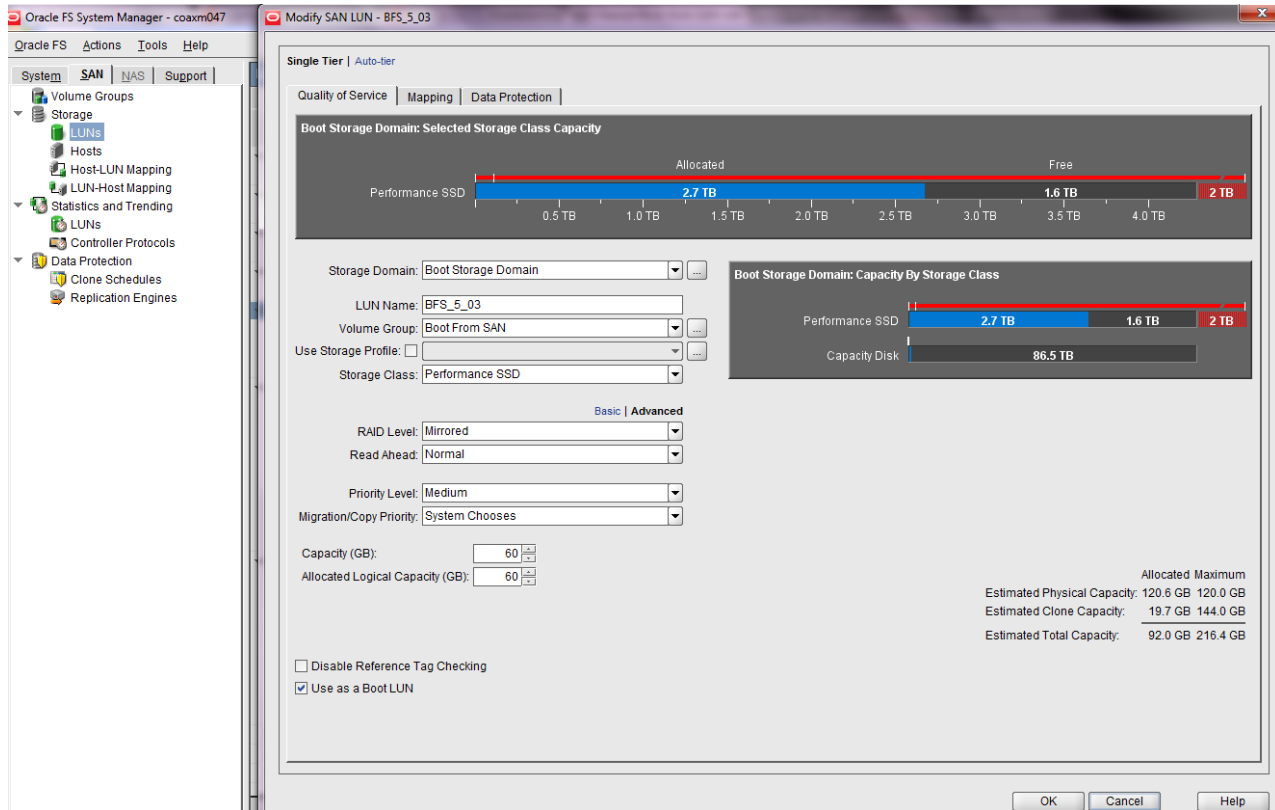 Oracle FS System Manager - coaxm047
Oracle FS Actions Tools Help
System SAN NAS Support
Volume Groups
Storage
LUNs
Hosts
Host-LUN Mapping
LUN-Host Mapping
Statistics and Trending
LUNs
Controller Protocols
Data Protection
Clone Schedules
Replication Engines
Modify SAN LUN - BFS_5_03
Single Tier | Auto-tier
Quality of Service Mapping Data Protection
Boot Storage Domain: Selected Storage Class Capacity
Allocated Free
Performance SSD 2.7 TB 1.6 TB 2 TB
0.5 TB 1.0 TB 1.5 TB 2.0 TB 2.5 TB 3.0 TB 3.5 TB 4.0 TB
Storage Domain: Boot Storage Domain ...
LUN Name: BFS_5_03
Volume Group: Boot From SAN ...
Use Storage Profile: ...
Storage Class: Performance SSD
Boot Storage Domain: Capacity By Storage Class
Performance SSD 2.7 TB 1.6 TB 2 TB
Capacity Disk 86.5 TB
Basic | Advanced
RAID Level: Mirrored
Read Ahead: Normal
Priority Level: Medium
Migration/Copy Priority: System Chooses
Capacity (GB): 60
Allocated Logical Capacity (GB): 60
Allocated Maximum
Estimated Physical Capacity: 120.6 GB 120.0 GB
Estimated Clone Capacity: 19.7 GB 144.0 GB
Estimated Total Capacity: 92.0 GB 216.4 GB
Disable Reference Tag Checking
Use as a Boot LUN
OK Cancel Help